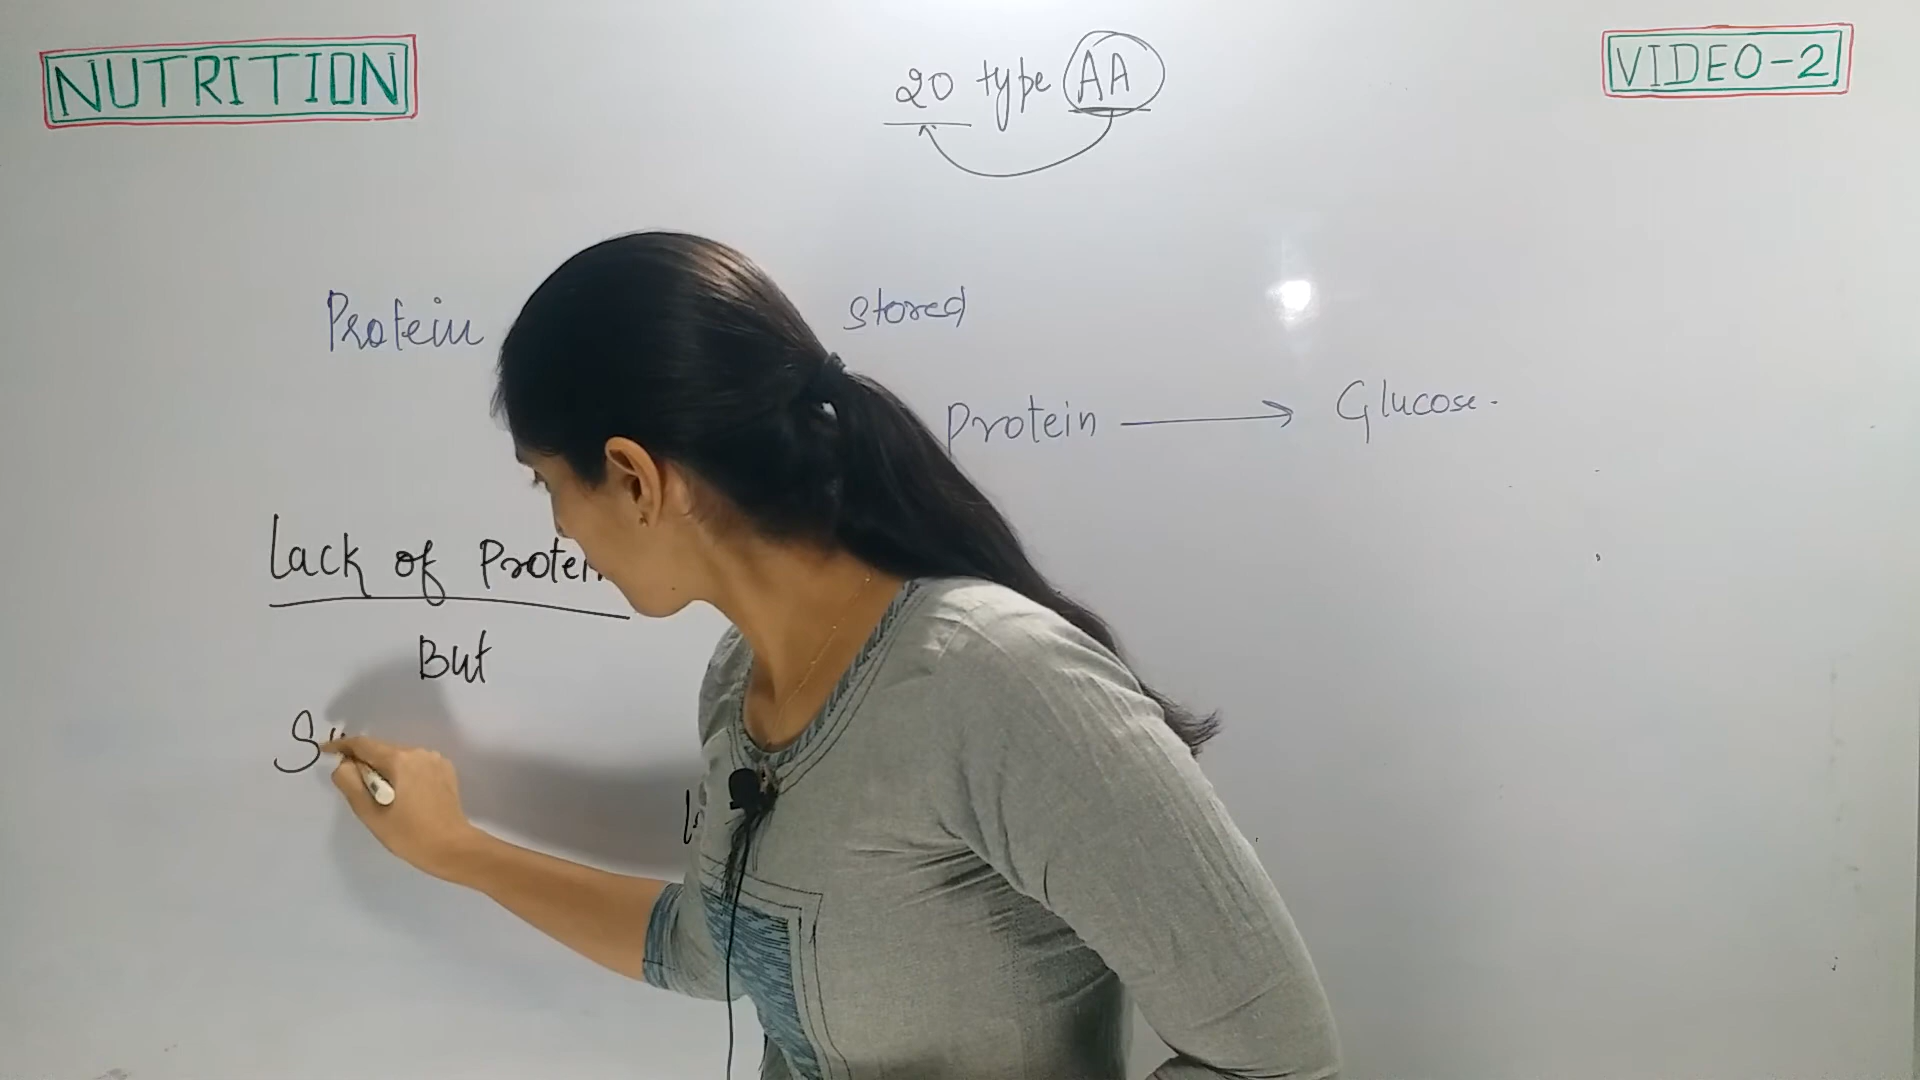 NUTRITION
20 type AA
VIDEO-2
Protein stored
Protein → Glucose.
Lack of Protein
But